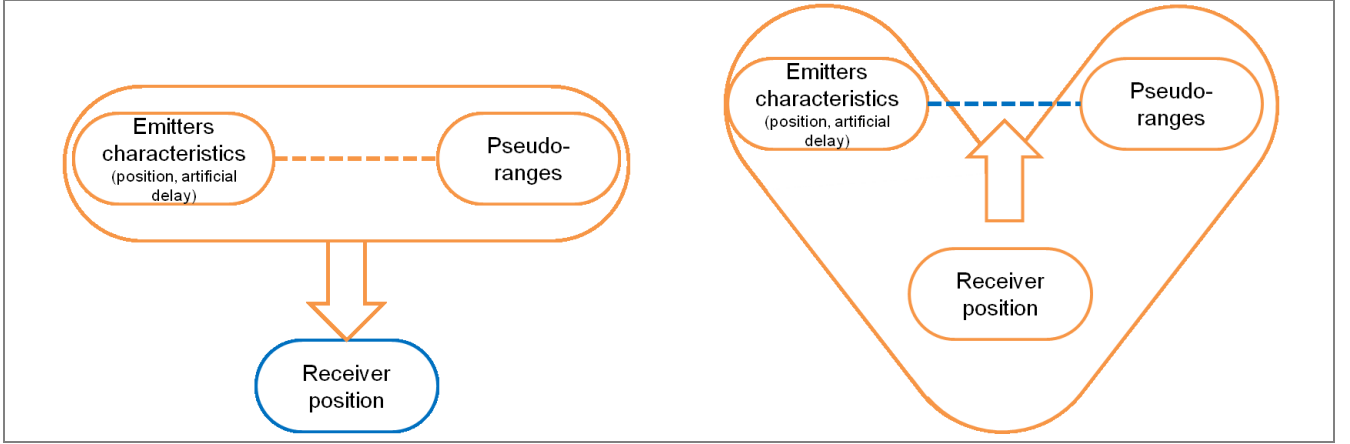 Emitters
characteristics
(position, artificial
delay)
Pseudo-
ranges
Receiver
position
Emitters
characteristics
(position, artificial
delay)
Pseudo-
ranges
Receiver
position